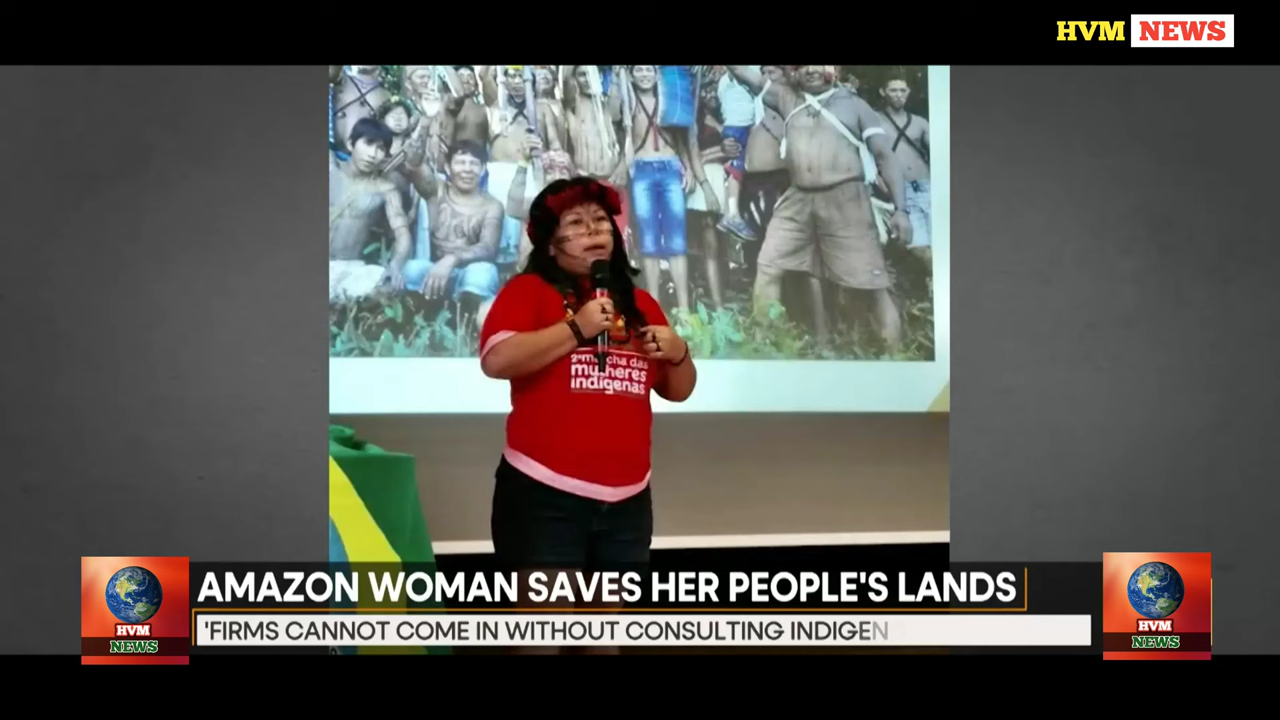 HVM NEWS
2ª marcha das
mulheres
indígenas
AMAZON WOMAN SAVES HER PEOPLE'S LANDS
'FIRMS CANNOT COME IN WITHOUT CONSULTING INDIGEN
HVM
NEWS
HVM
NEWS